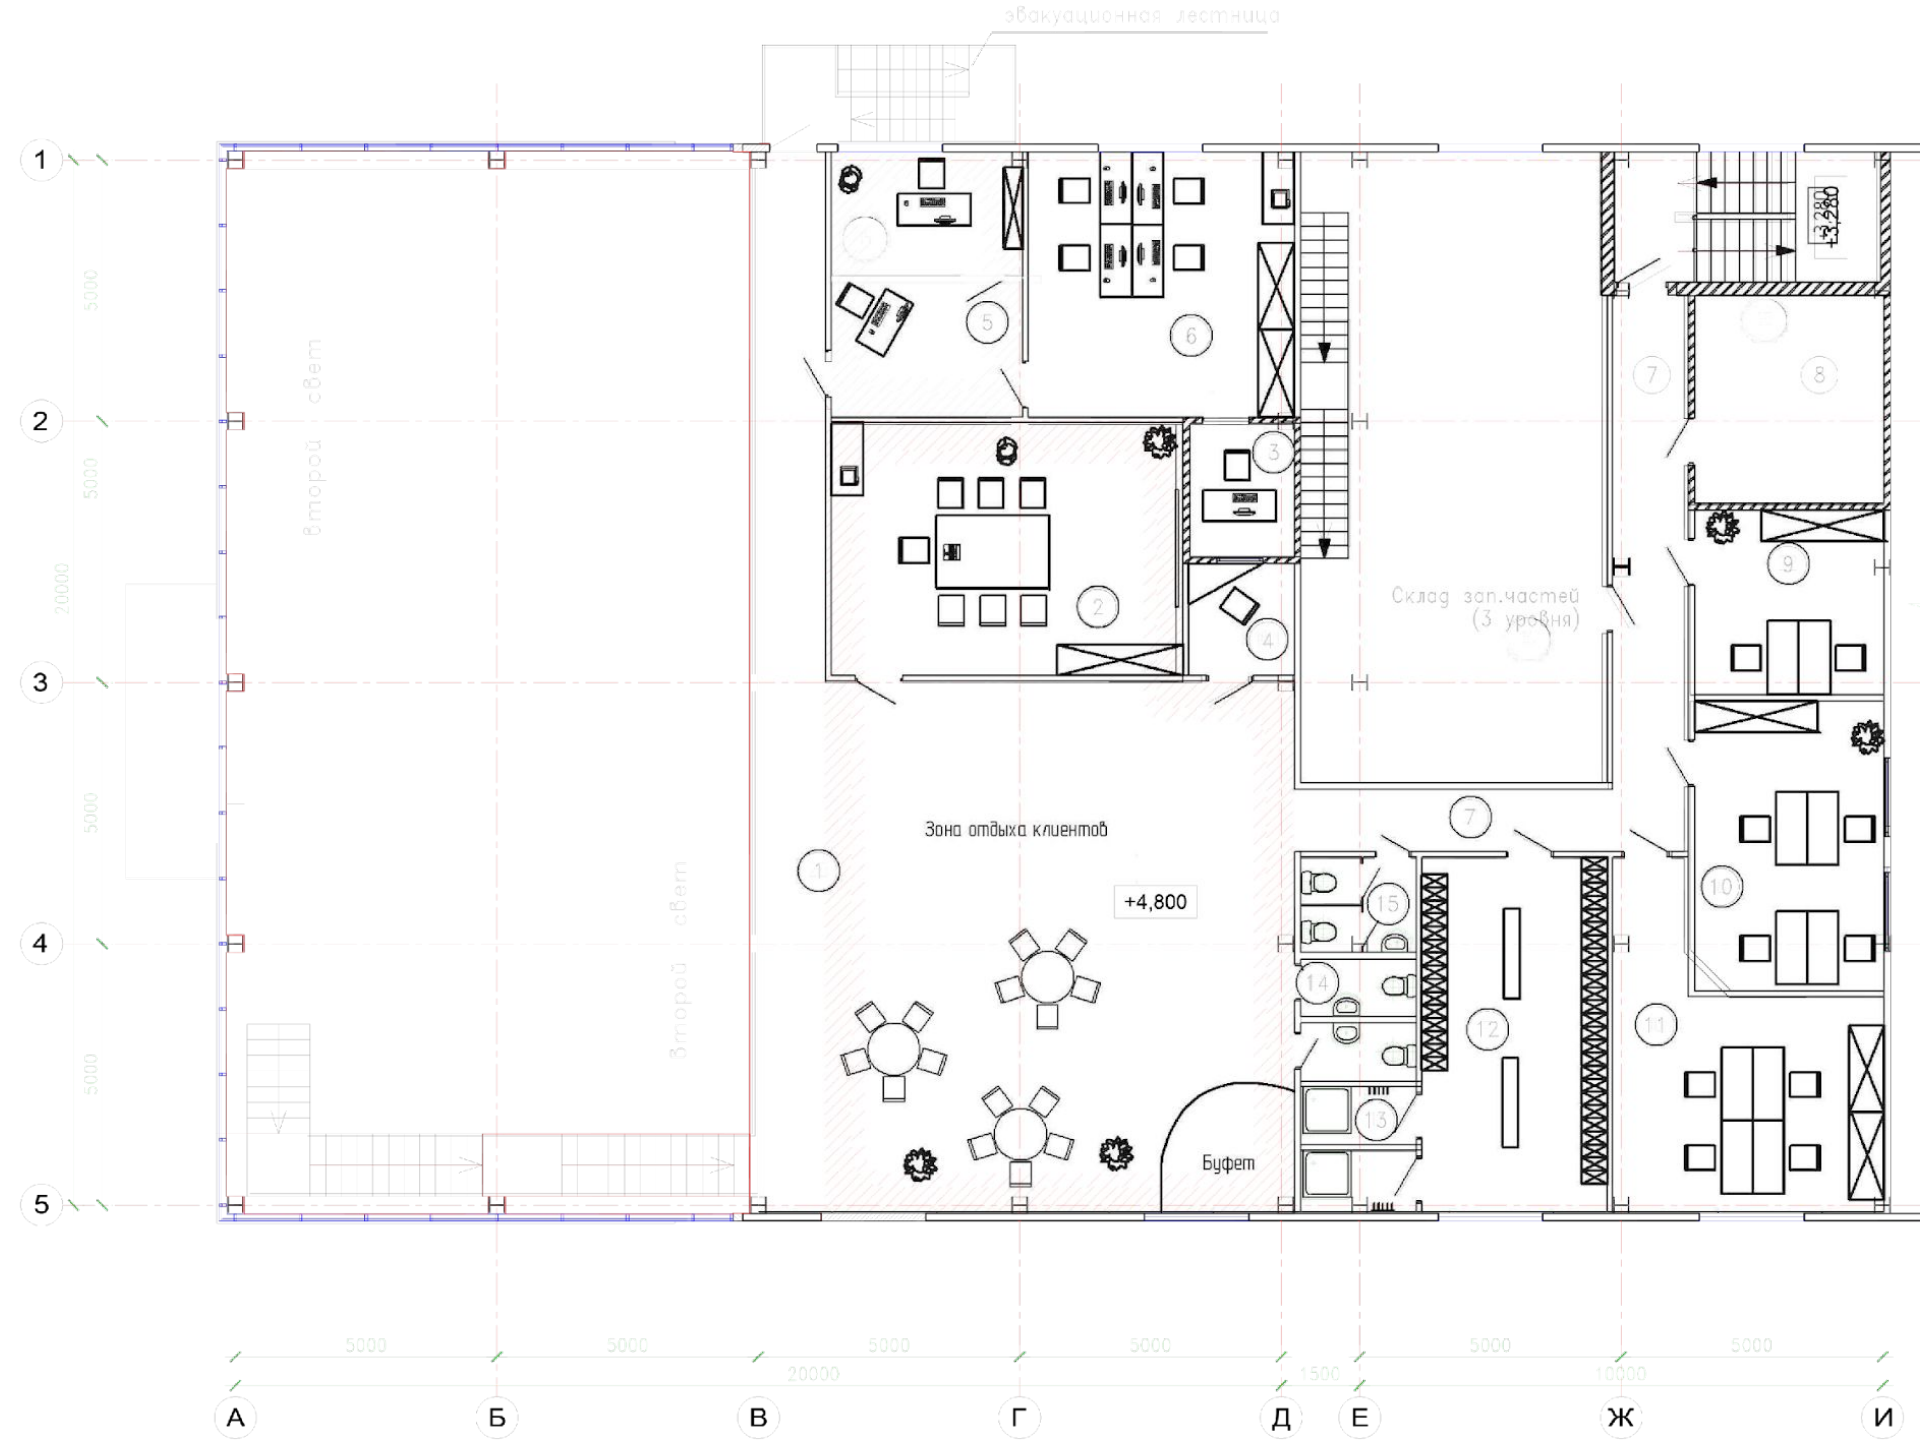 эвакуационная лестница
1
+3,280
+3,280
5000
второй свет
5
6
7
8
2
3
5000
9
20000
Склад зап.частей
(3 уровня)
2
4
3
5000
7
Зона отдыха клиентов
1
10
+4,800
15
второй свет
4
14
11
12
5000
13
Буфет
5
5000
5000
5000
5000
5000
5000
20000
1500
10000
А
Б
В
Г
Д
Е
Ж
И